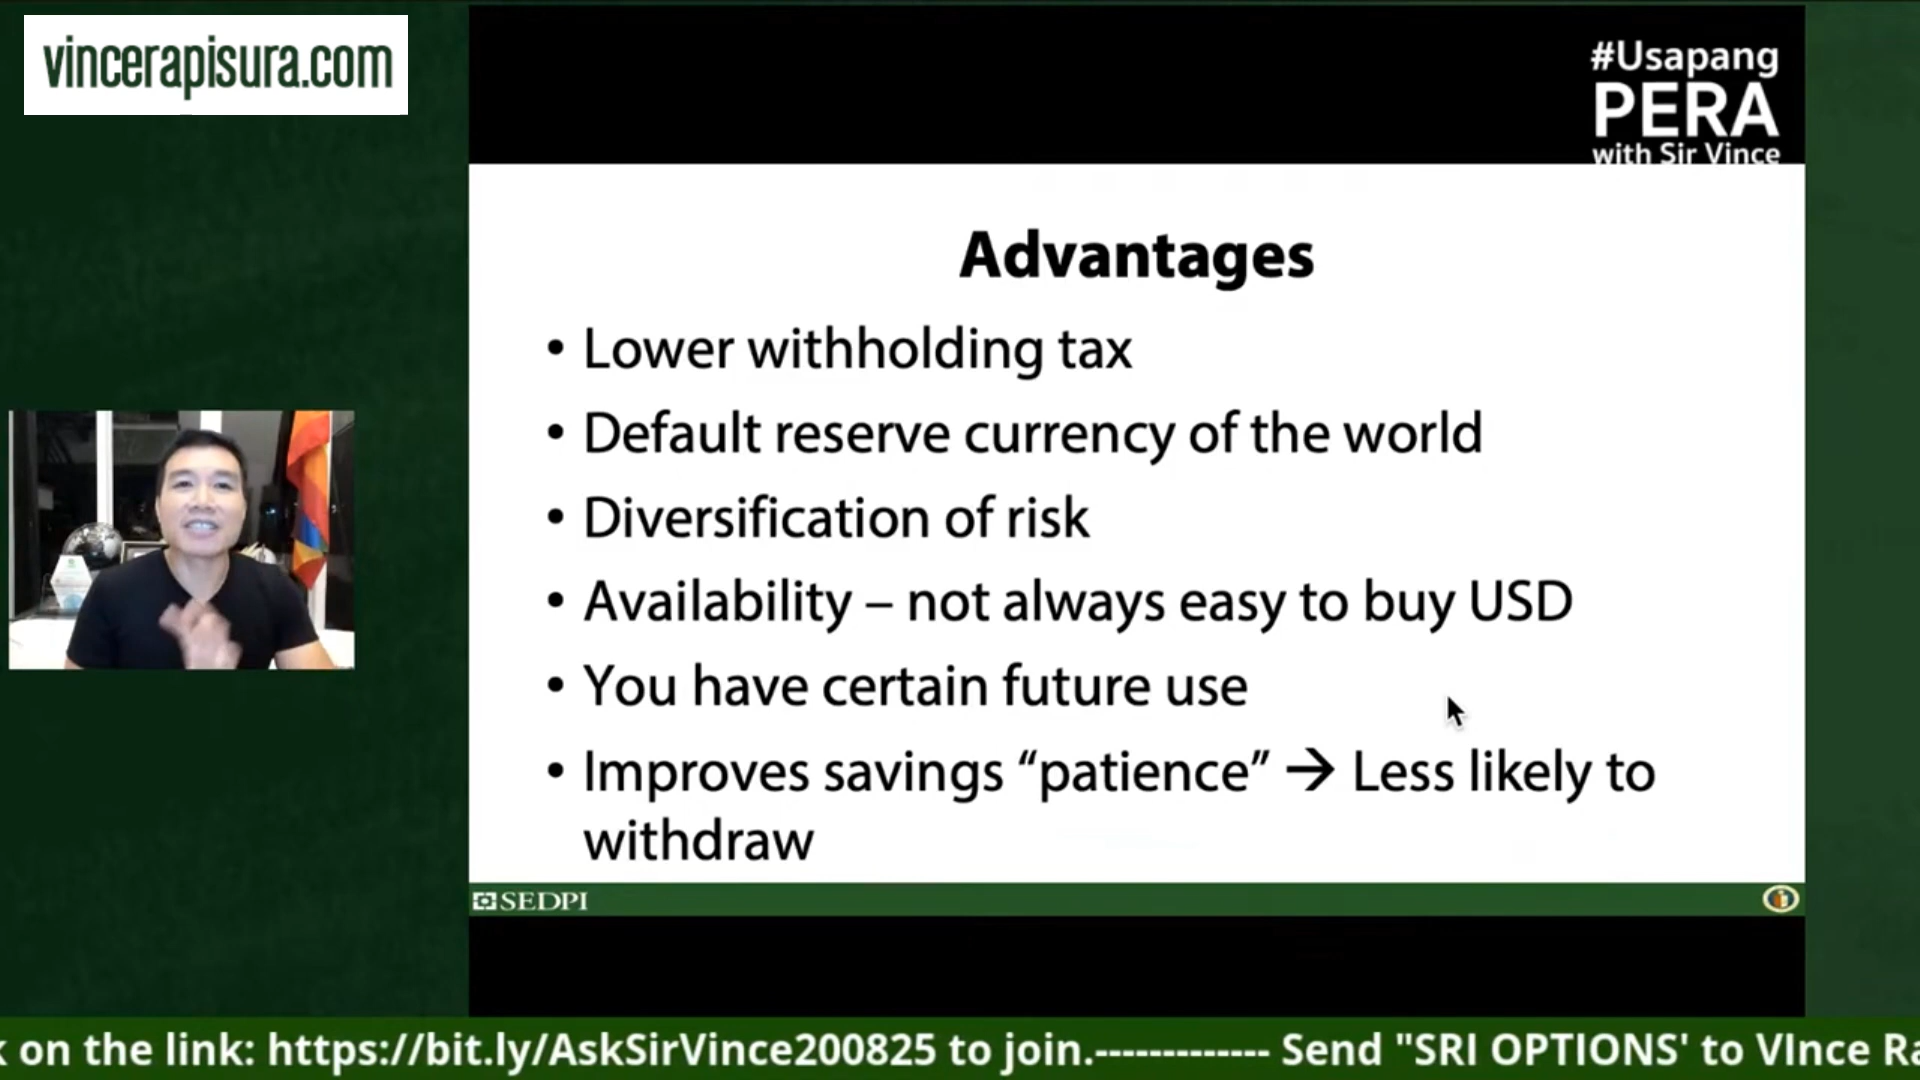 vincerapisura.com
#Usapang
PERA
with Sir Vince
Advantages
• Lower withholding tax
• Default reserve currency of the world
• Diversification of risk
• Availability – not always easy to buy USD
• You have certain future use
• Improves savings “patience” → Less likely to
withdraw
SEDPI
on the link: https://bit.ly/AskSirVince200825 to join.------------- Send "SRI OPTIONS' to VInce